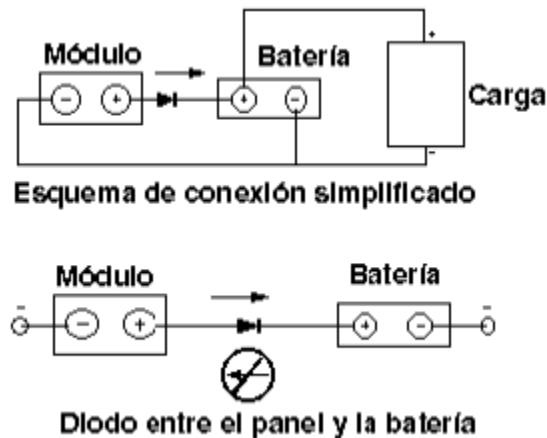 Módulo
Batería
Carga
+
-
- +
+ -
Esquema de conexión simplificado
Módulo
Batería
- - + + - -
Diodo entre el panel y la batería